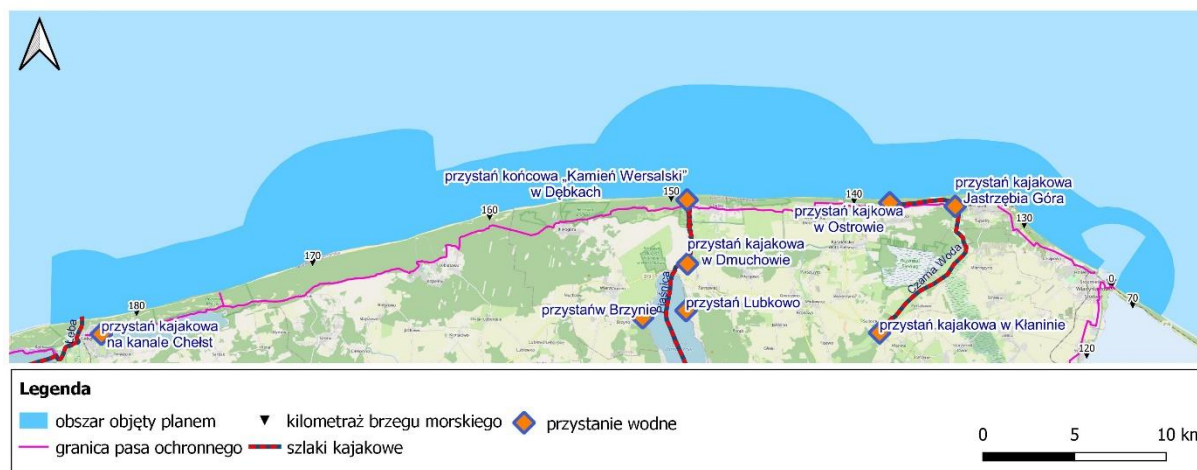 przystań końcowa „Kamień Wersalski”
w Dębkach
150
140
przystań kajakowa
Jastrzębia Góra
160
przystań kajkowa
w Ostrowie
130
170
przystań kajakowa
w Dmuchowie
Czarna Woda
0
70
180
Piaśnica
przystańw Brzynie
przystań Lubkowo
Łeba
przystań kajakowa
na kanale Chełst
przystań kajakowa w Kłaninie
120
Legenda
obszar objęty planem
kilometraż brzegu morskiego
przystanie wodne
granica pasa ochronnego
szlaki kajakowe
0 5 10 km